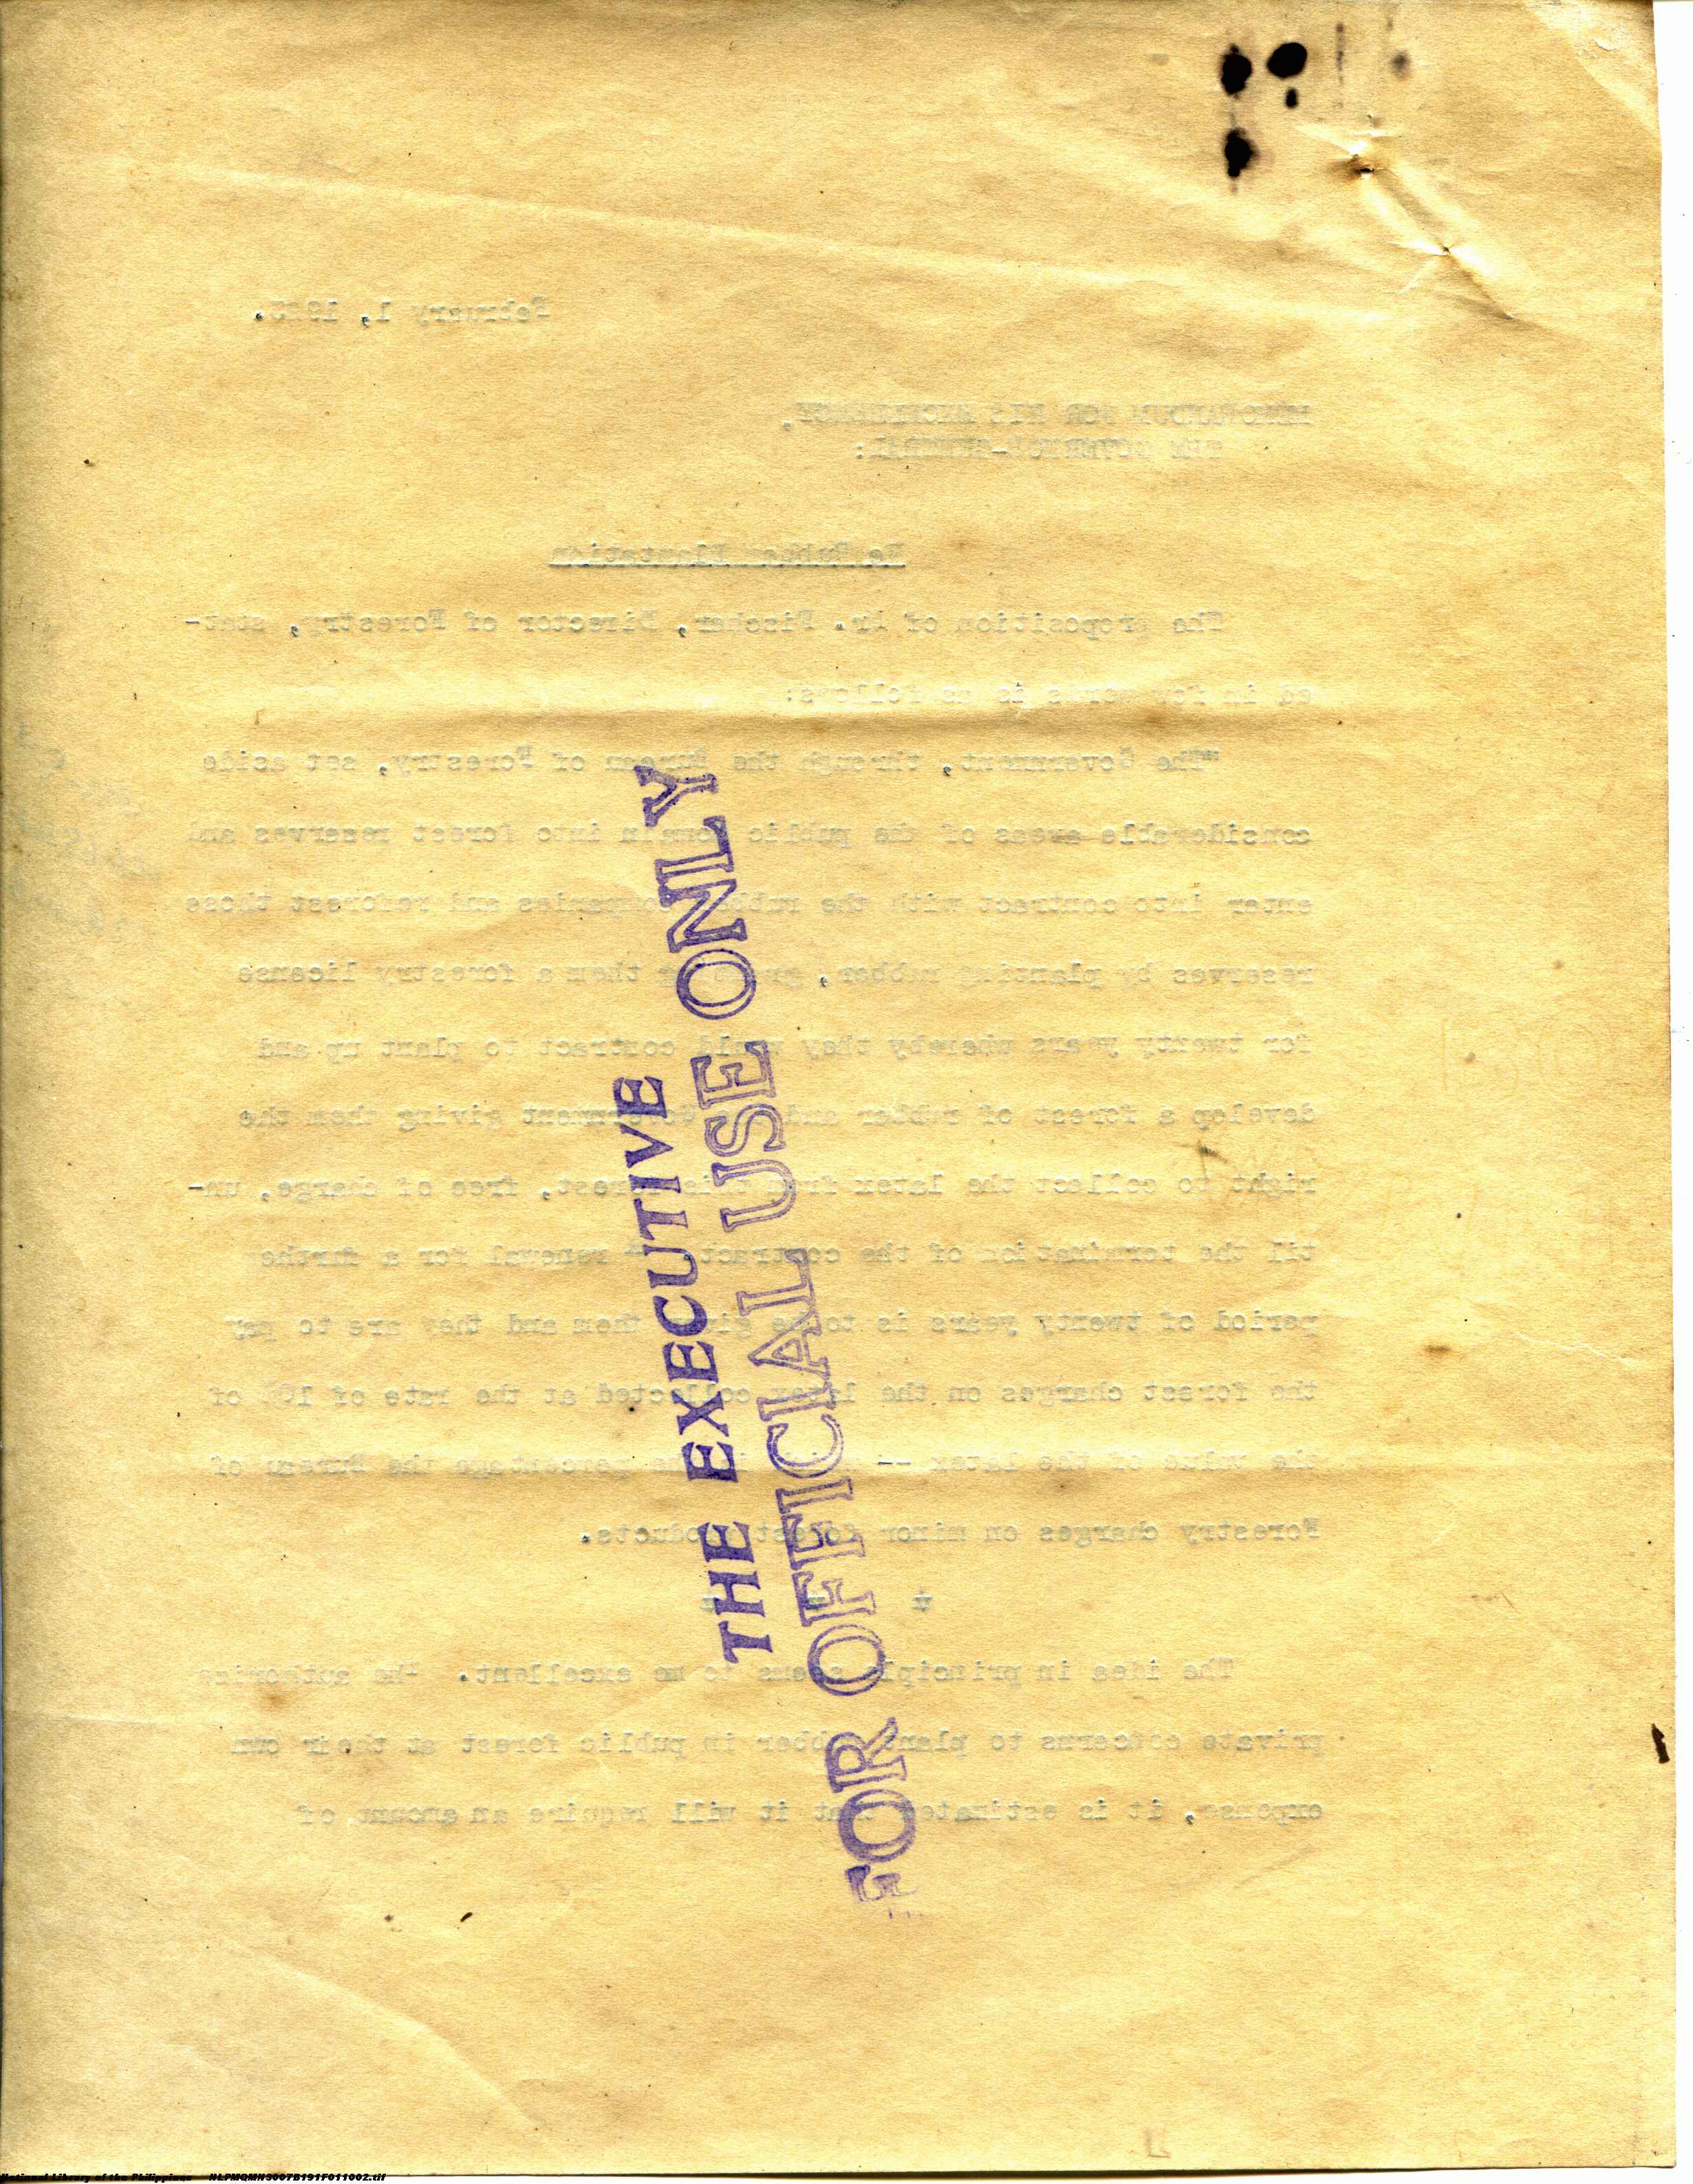 February 1, 192
MEMORANDUM FOR HIS EXCELLENCY,
THE GOVERNOR-GENERAL:
Re Rubber Plantation
The proposition of Mr. Fischer, Director of Forestry, stat-
ed in few words is as follows:
"The Government, through the Bureau of Forestry, set aside
considerable areas of the public domain into forest reserves and
enter into contract with the rubber companies and reforest those
reserves by planting rubber, them a forestry license
for twenty years whereby they would contract to plant up and
develop a forest of rubber and Government giving them the
right to collect the latex from this forest, free of charge, un-
til the termination of the contract. renewal for a furthe
period of twenty years is to be given them and they are to pay
the forest charges on the latex collected at the rate of 10% of
the value of the latex -- the percentage the Bureau of
Forestry charges on minor forest products.
The idea in principle seems to me excellent. The authorize
private concerns to plant rubber in public forest at their own
expense, it is estimated that it will require an amount of
THE EXECUTIVE
FOR OFFICIAL USE ONLY
National Library of the Philippines NLPMQMN3007B191F011002.tif